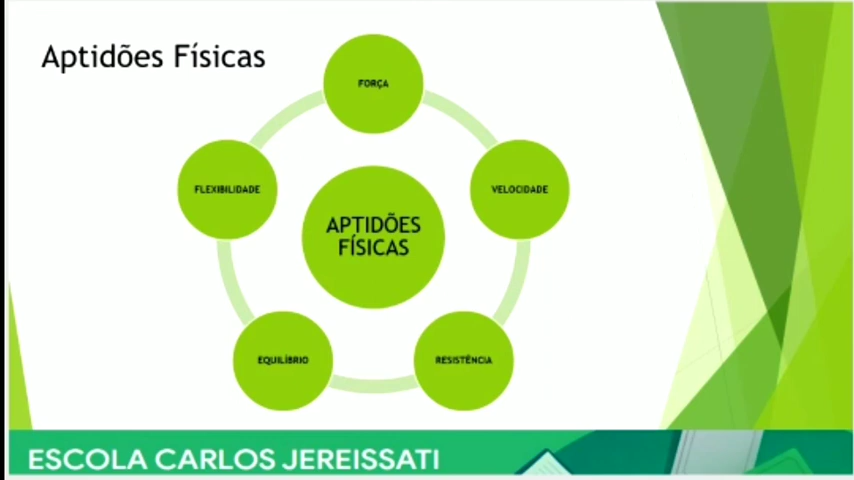 Aptidões Físicas
FORÇA
FLEXIBILIDADE
VELOCIDADE
APTIDÕES
FÍSICAS
EQUILÍBRIO
RESISTÊNCIA
ESCOLA CARLOS JEREISSATI